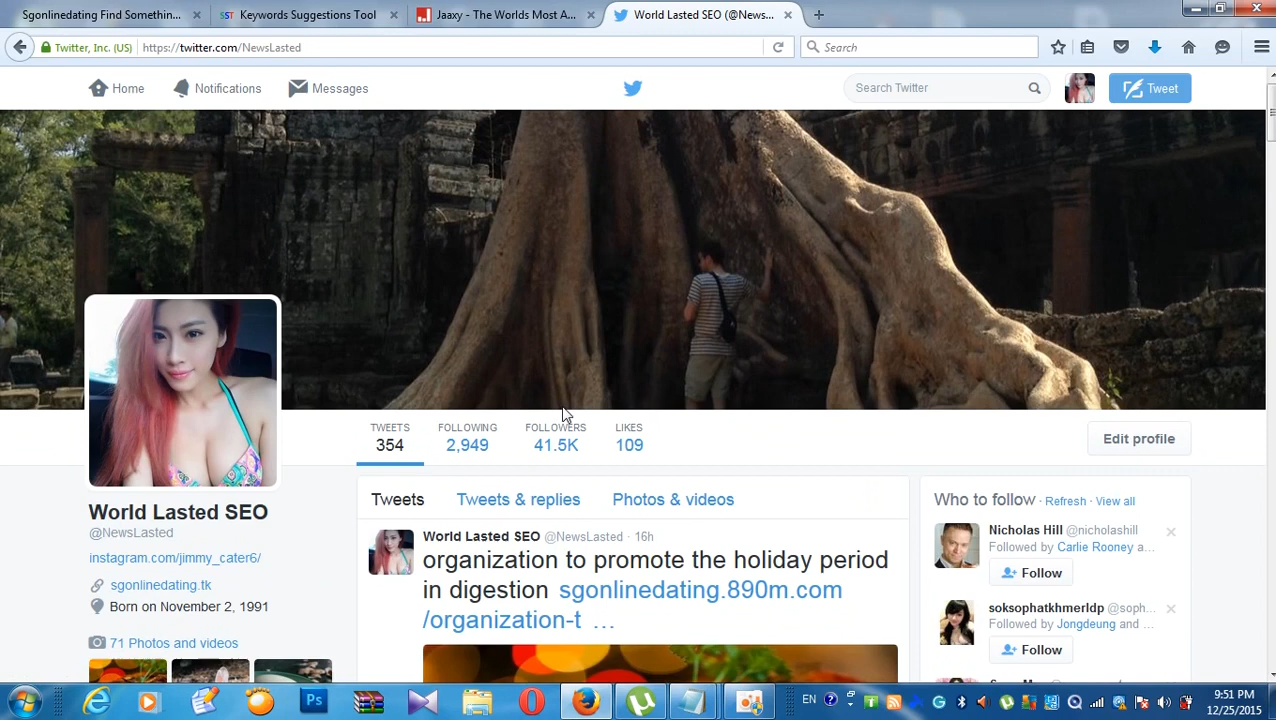 Sgonlinedating Find Somethin...
Keywords Suggestions Tool
Jaaxy - The Worlds Most A...
World Lasted SEO (@News...
Twitter, Inc. (US)
https://twitter.com/NewsLasted
Search
Home
Notifications
Messages
Search Twitter
Tweet
TWEETS
354
FOLLOWING
2,949
FOLLOWERS
41.5K
LIKES
109
Edit profile
World Lasted SEO
@NewsLasted
instagram.com/jimmy_cater6/
sgonlinedating.tk
Born on November 2, 1991
71 Photos and videos
Tweets
Tweets & replies
Photos & videos
World Lasted SEO @NewsLasted · 16h
organization to promote the holiday period
in digestion sgonlinedating.890m.com
/organization-t …
Who to follow · Refresh · View all
Nicholas Hill @nicholashill
Followed by Carlie Rooney a...
Follow
soksophatkhmerldp @soph...
Followed by Jongdeung and ...
Follow
Ps
EN
9:51 PM
12/25/2015